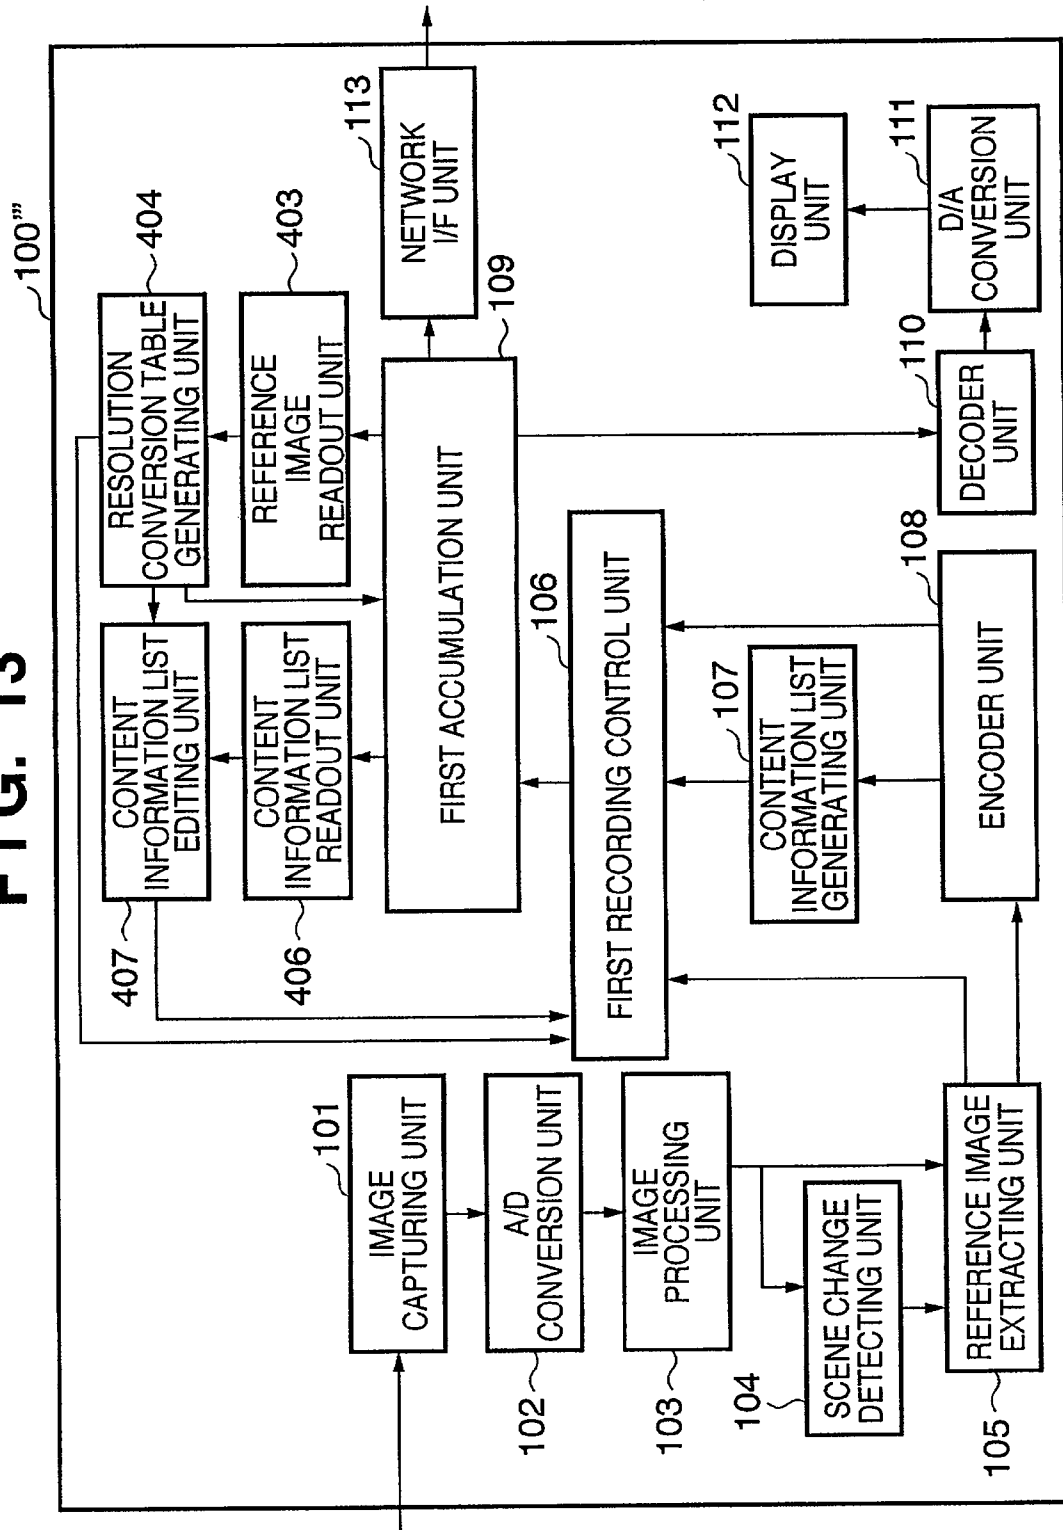 FIG.
100'''
101
IMAGE
CAPTURING UNIT
102
A/D
CONVERSION UNIT
103
IMAGE
PROCESSING
UNIT
104
SCENE CHANGE
DETECTING UNIT
105
REFERENCE IMAGE
EXTRACTING UNIT
407
CONTENT
INFORMATION LIST
EDITING UNIT
404
RESOLUTION
CONVERSION TABLE
GENERATING UNIT
406
CONTENT
INFORMATION LIST
READOUT UNIT
403
REFERENCE
IMAGE
READOUT UNIT
109
FIRST ACCUMULATION UNIT
113
NETWORK
I/F UNIT
106
FIRST RECORDING CONTROL UNIT
107
CONTENT
INFORMATION LIST
GENERATING UNIT
108
ENCODER UNIT
110
DECODER
UNIT
112
DISPLAY
UNIT
111
D/A
CONVERSION
UNIT